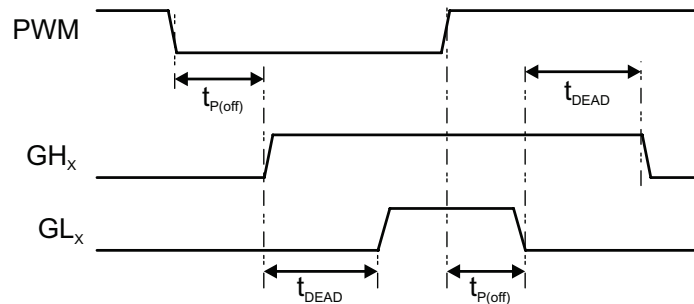 PWM
tP(off)
tDEAD
GHX
GLX
tDEAD
tP(off)